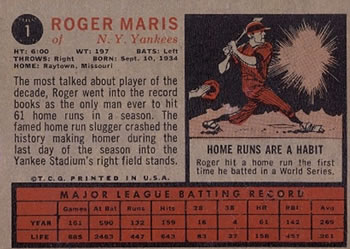 1
ROGER MARIS
of N. Y. Yankees
HT: 6:00 WT: 197 BATS: Left
THROWS: Right BORN: Sept. 10, 1934
HOME: Raytown, Missouri
The most talked about player of the
decade, Roger went into the record
books as the only man ever to hit
61 home runs in a season. The
famed home run slugger crashed the
history making homer during the
last day of the season into the
Yankee Stadium's right field stands.
©T.C.G. PRINTED IN U.S.A.
HOME RUNS ARE A HABIT
Roger hit a home run the first
time he batted in a World Series.
MAJOR LEAGUE BATTING RECORD
Games At Bat Runs Hits 2B 3B HR RBI Avg.
YEAR 161 590 132 159 16 4 61 142 269
LIFE